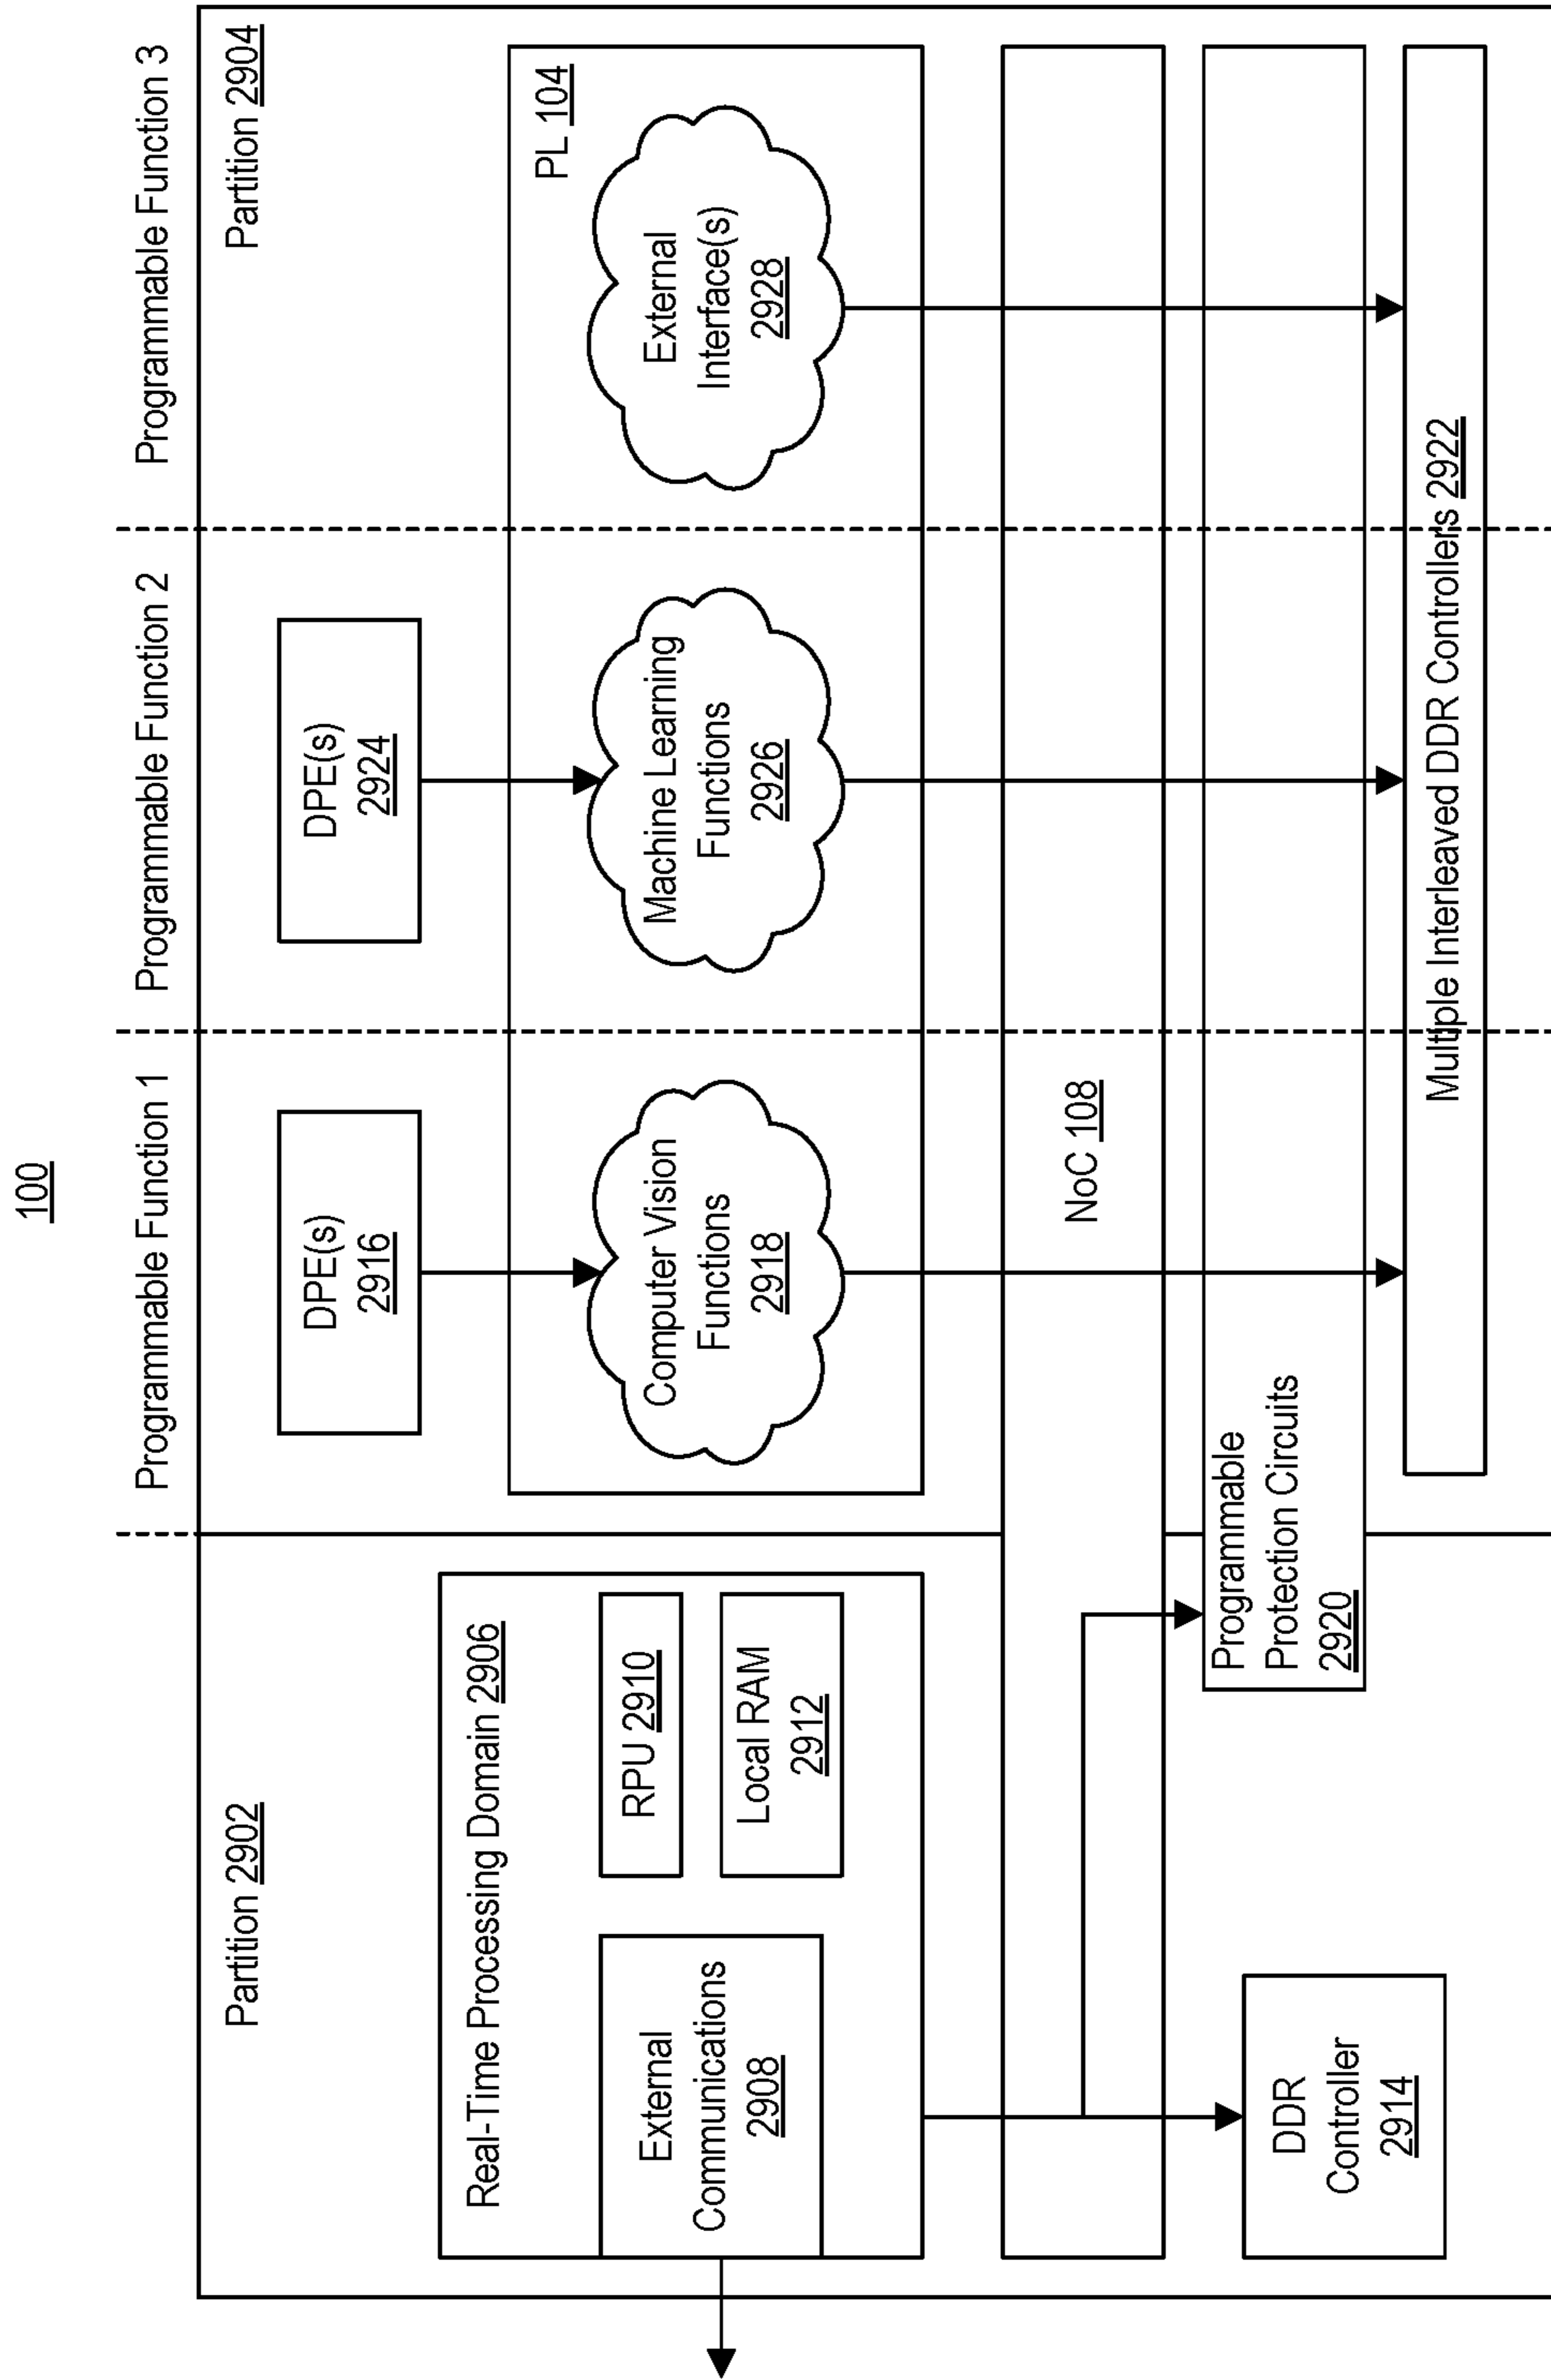 100
Programmable Function 1
Programmable Function 2
Programmable Function 3
Partition 2902
Partition 2904
Real-Time Processing Domain 2906
External
Communications
2908
RPU 2910
Local RAM
2912
DPE(s)
2916
DPE(s)
2924
PL 104
Computer Vision
Functions
2918
Machine Learning
Functions
2926
External
Interface(s)
2928
NoC 108
DDR
Controller
2914
Programmable
Protection Circuits
2920
Multiple Interleaved DDR Controllers 2922